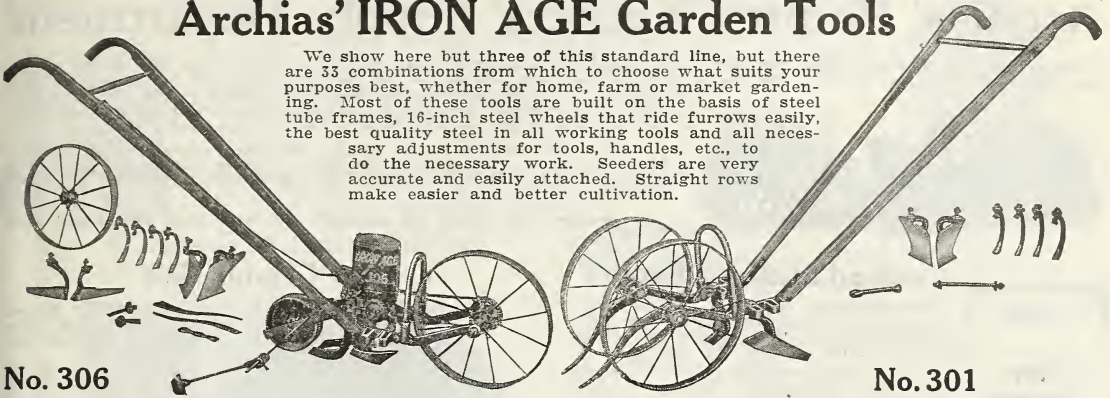 Archias' IRON AGE Garden Tools
We show here but three of this standard line, but there
are 33 combinations from which to choose what suits your
purposes best, whether for home, farm or market garden-
ing. Most of these tools are built on the basis of steel
tube frames, 16-inch steel wheels that ride furrows easily,
the best quality steel in all working tools and all neces-
sary adjustments for tools, handles, etc., to
do the necessary work. Seeders are very
accurate and easily attached. Straight rows
make easier and better cultivation.
IRON AGE
306
No. 306
No. 301